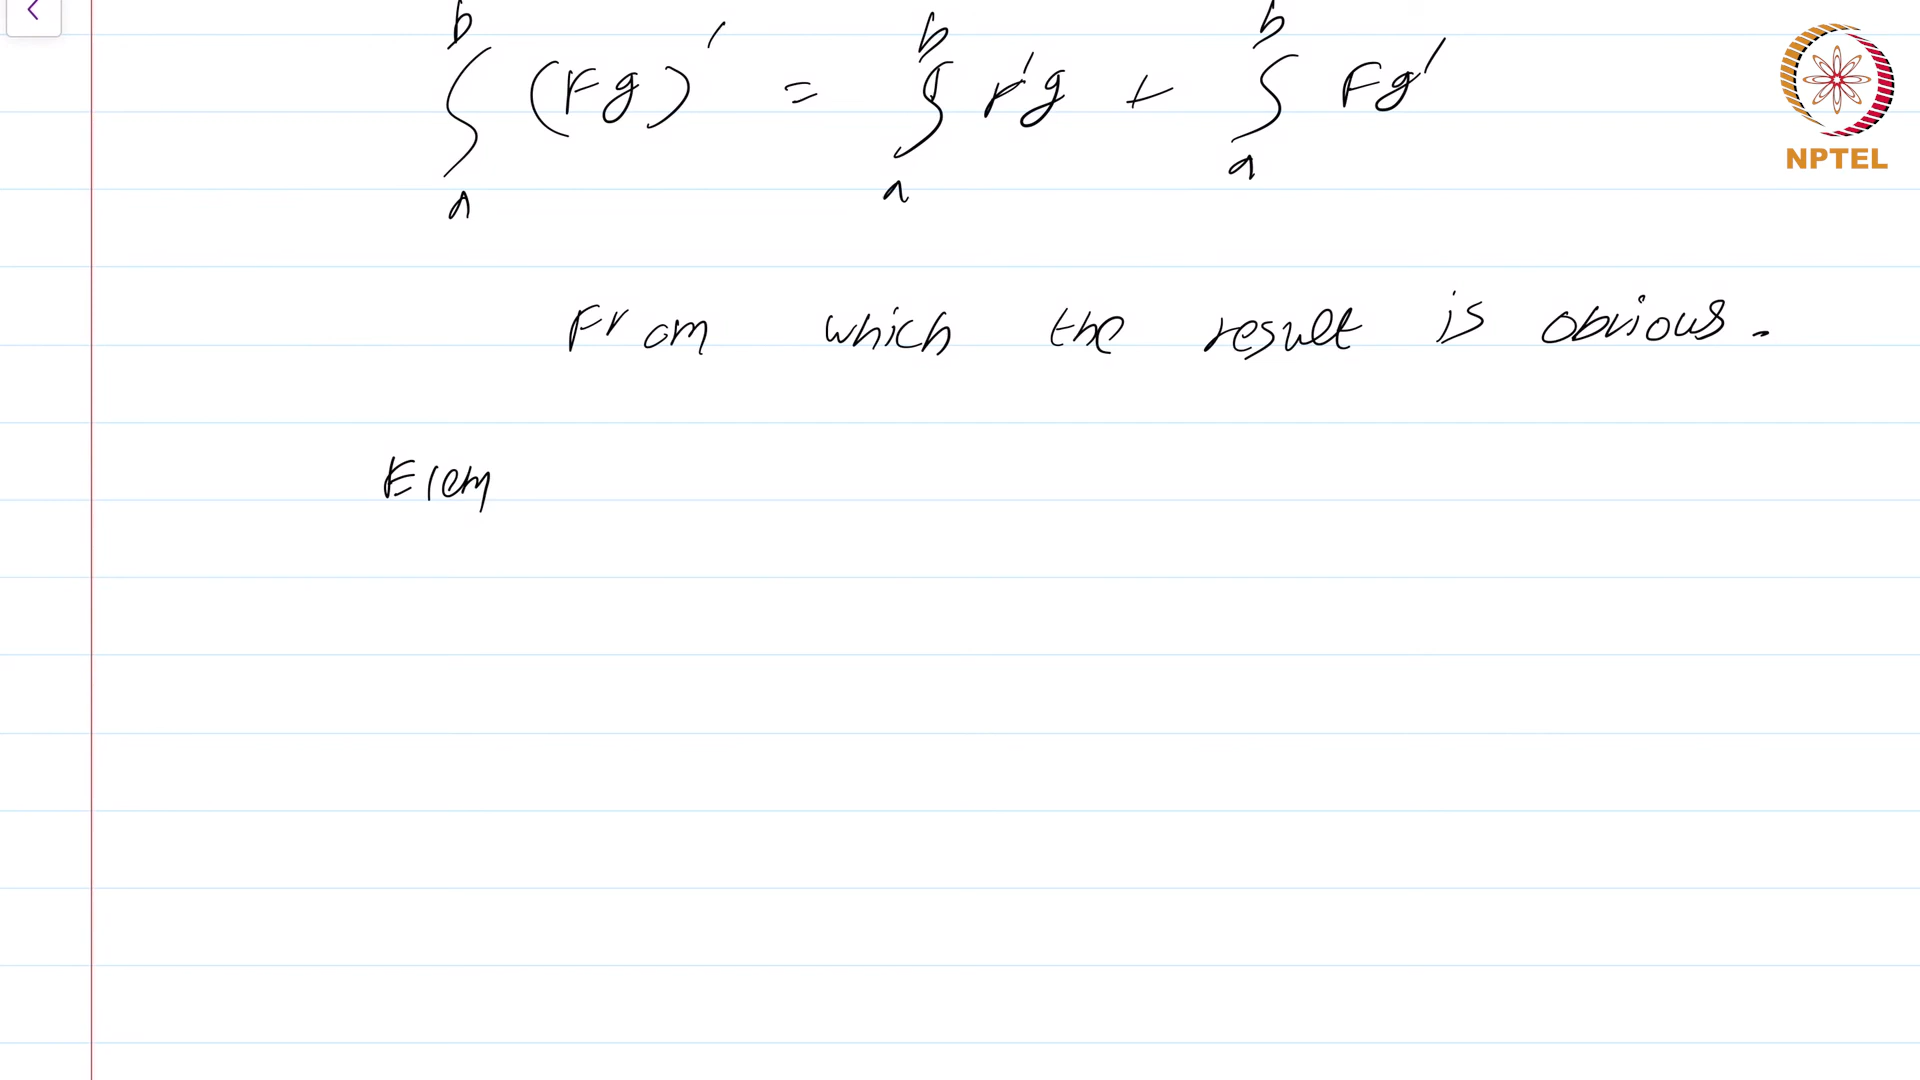 ∫_a^b (Fg)' = ∫_a^b F'g + ∫_a^b Fg'
NPTEL
From which the result is obvious.
Elem